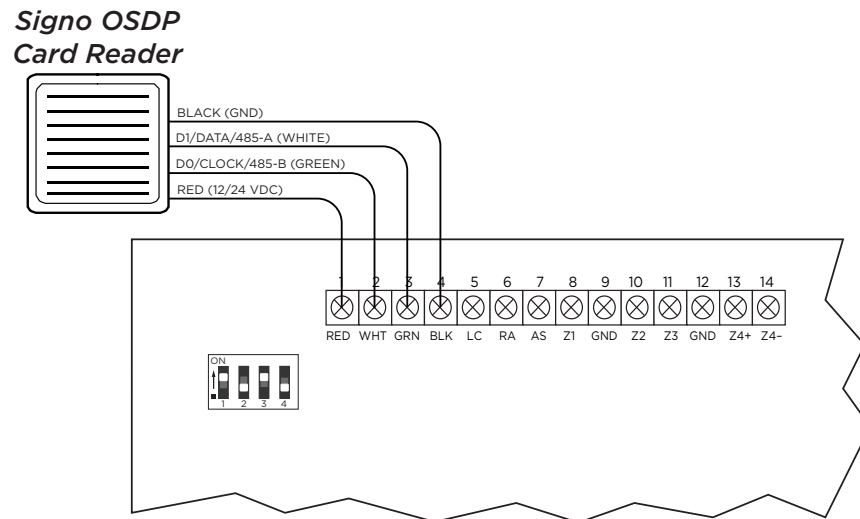 Signo OSDP
Card Reader
BLACK (GND)
D1/DATA/485-A (WHITE)
D0/CLOCK/485-B (GREEN)
RED (12/24 VDC)
1 2 3 4 5 6 7 8 9 10 11 12 13 14
RED WHT GRN BLK LC RA AS Z1 GND Z2 Z3 GND Z4+ Z4-
ON
1 2 3 4